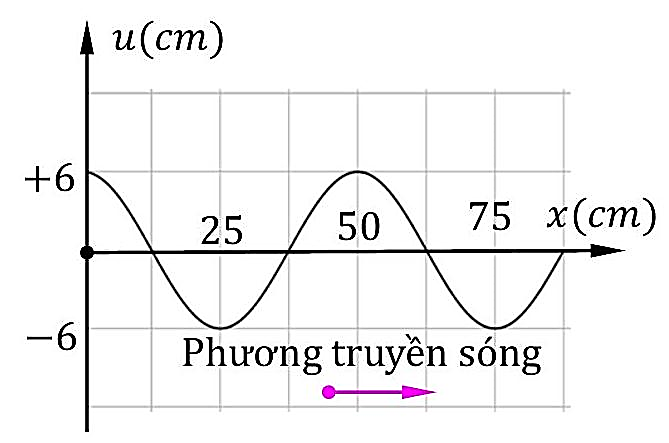 u(cm)
+6
25 50 75 x(cm)
−6
Phương truyền sóng